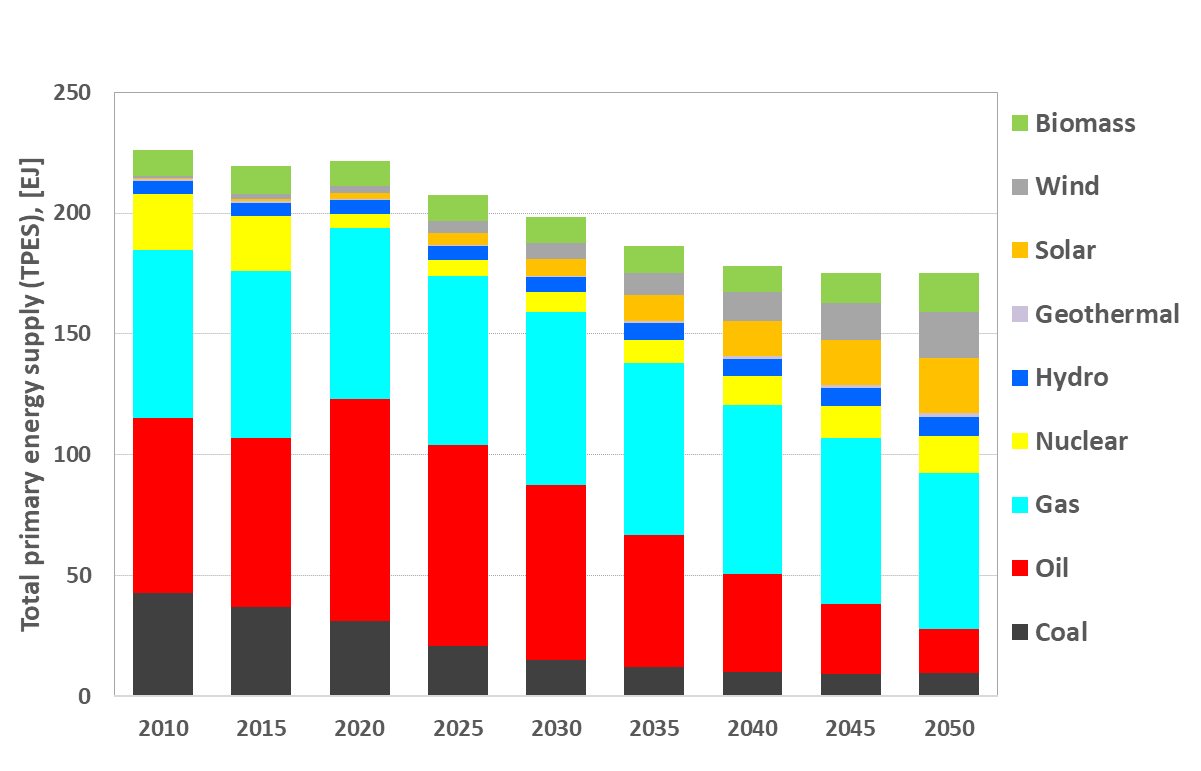 Total primary energy supply (TPES), [EJ]
250
200
150
100
50
0
2010 2015 2020 2025 2030 2035 2040 2045 2050
Biomass
Wind
Solar
Geothermal
Hydro
Nuclear
Gas
Oil
Coal